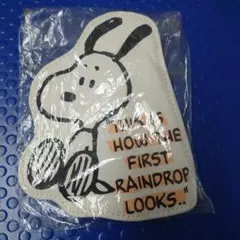 "THIS IS
HOW THE
FIRST
RAINDROP
LOOKS.."